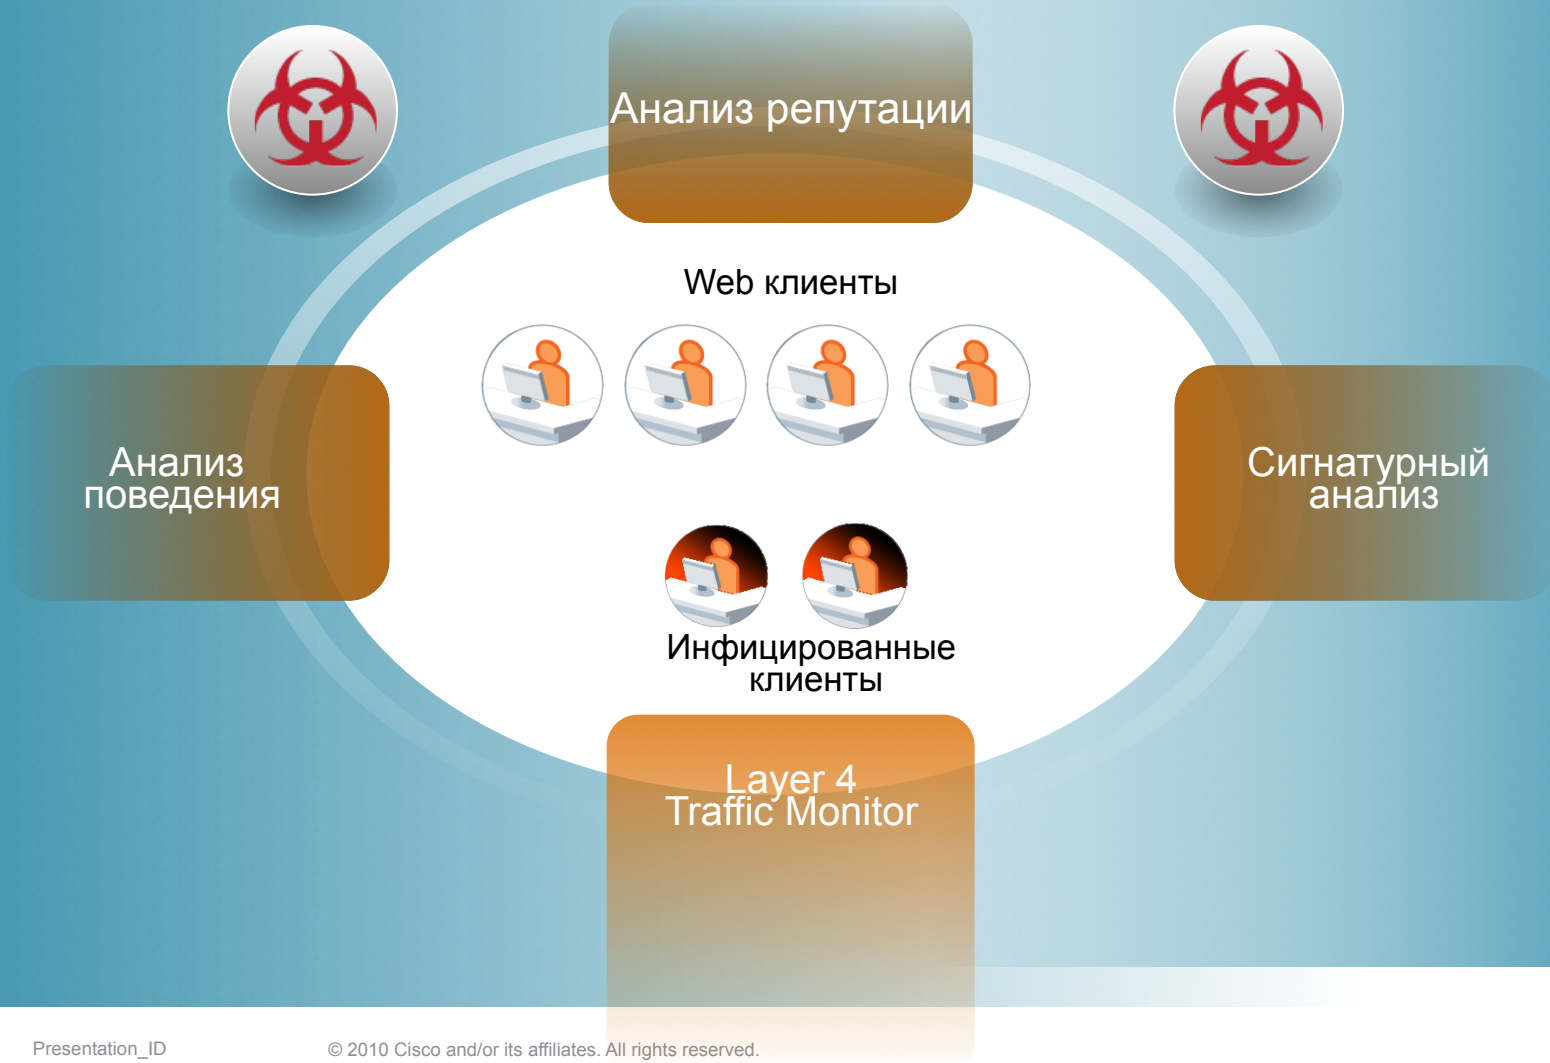 Анализ репутации
Web клиенты
Анализ
поведения
Сигнатурный
анализ
Инфицированные
клиенты
Layer 4
Traffic Monitor
Presentation_ID
© 2010 Cisco and/or its affiliates. All rights reserved.